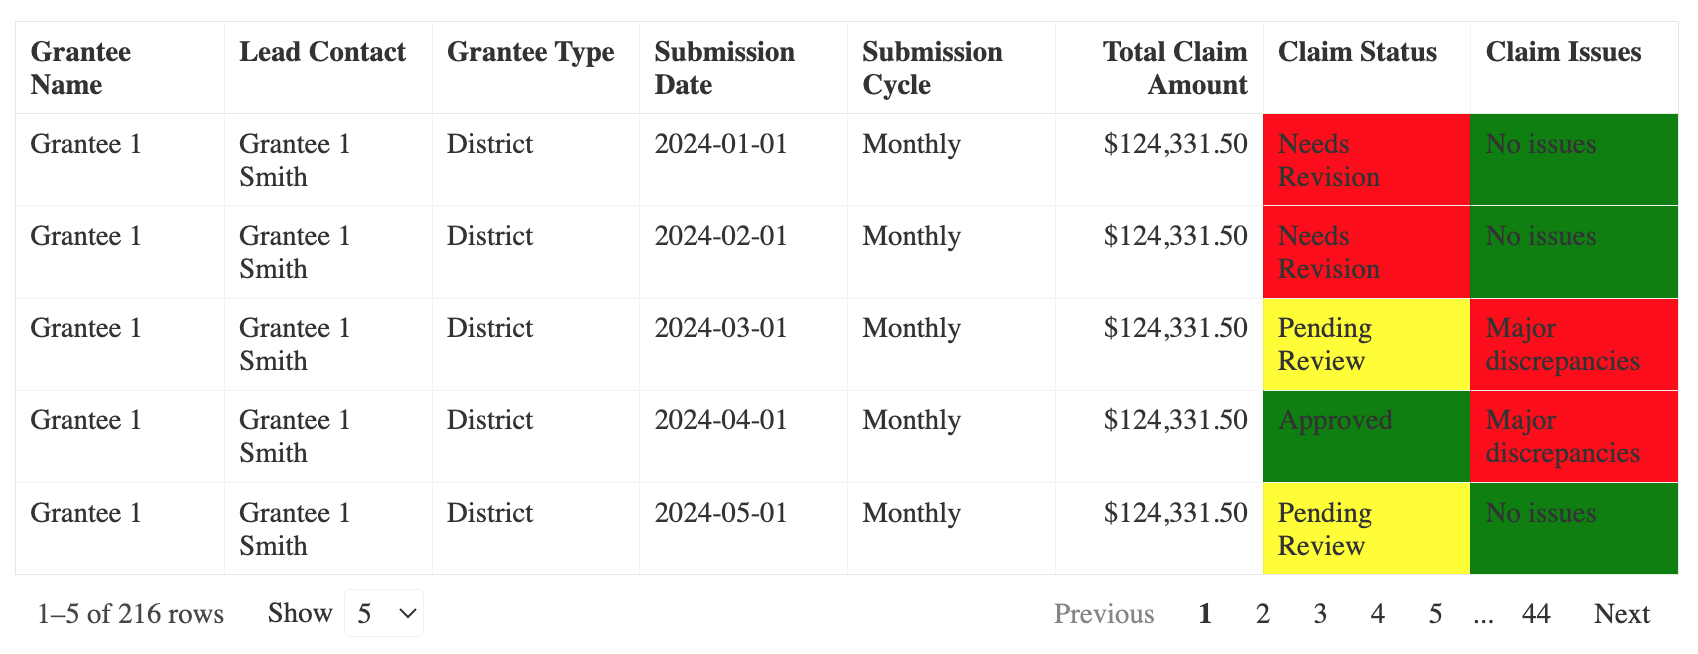 Grantee Name Lead Contact Grantee Type Submission Date Submission Cycle Total Claim Amount Claim Status Claim Issues
Grantee 1 Grantee 1 Smith District 2024-01-01 Monthly $124,331.50 Needs Revision No issues
Grantee 1 Grantee 1 Smith District 2024-02-01 Monthly $124,331.50 Needs Revision No issues
Grantee 1 Grantee 1 Smith District 2024-03-01 Monthly $124,331.50 Pending Review Major discrepancies
Grantee 1 Grantee 1 Smith District 2024-04-01 Monthly $124,331.50 Approved Major discrepancies
Grantee 1 Grantee 1 Smith District 2024-05-01 Monthly $124,331.50 Pending Review No issues
1–5 of 216 rows Show 5 Previous 1 2 3 4 5 ... 44 Next